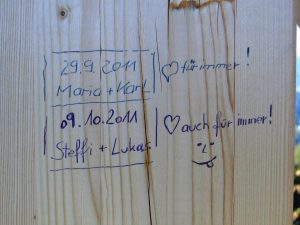 29.9.2011
Maria + Karl
♡ für immer!
09.10.2011
Steffi + Lukas
♡ auch für immer!